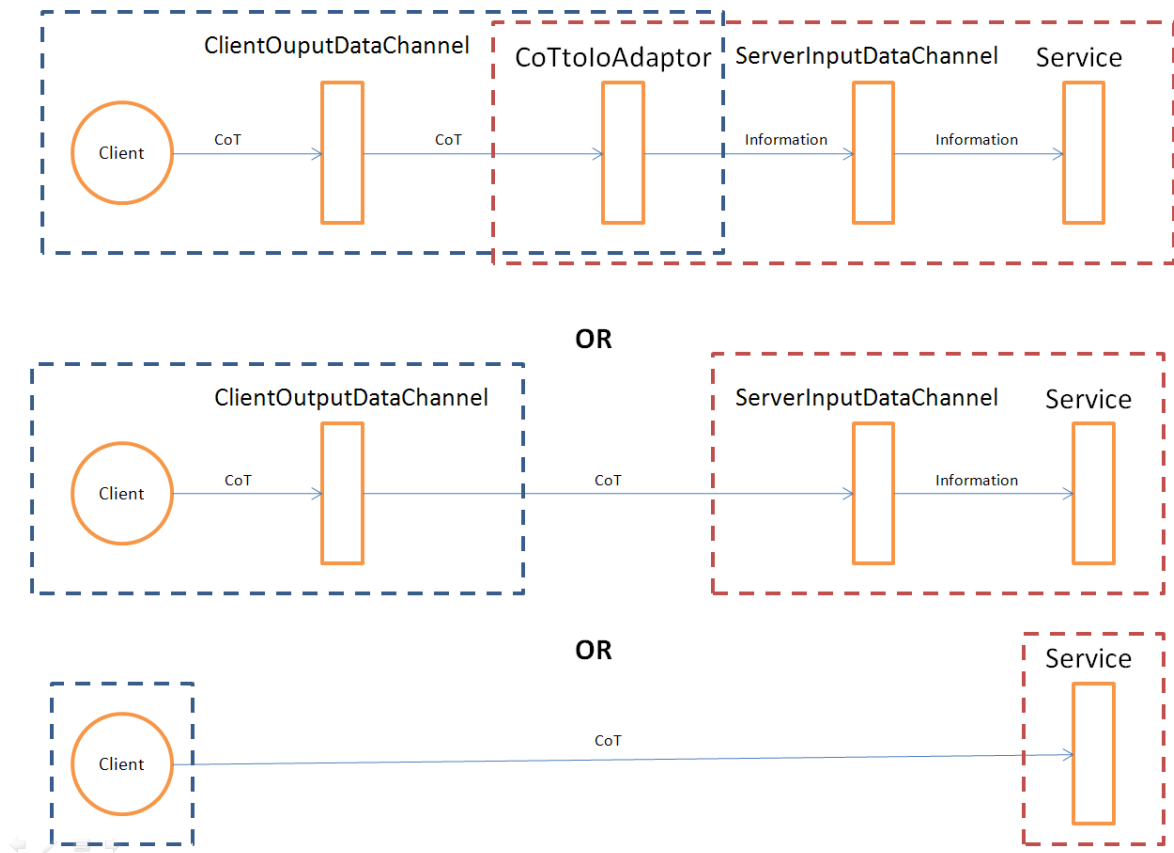 ClientOuputDataChannel
CoTtoIoAdaptor
ServerInputDataChannel
Service
Client
CoT
CoT
Information
Information
OR
ClientOutputDataChannel
ServerInputDataChannel
Service
Client
CoT
CoT
Information
OR
Service
Client
CoT